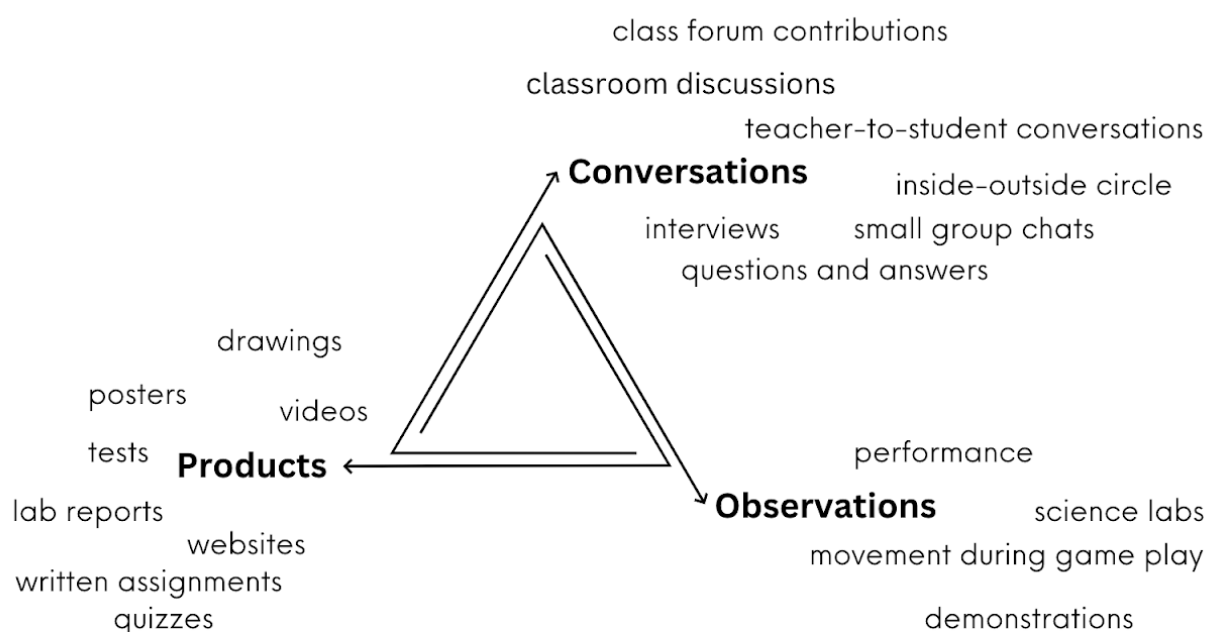 class forum contributions
classroom discussions
teacher-to-student conversations
Conversations
inside-outside circle
interviews
small group chats
questions and answers
drawings
posters
videos
tests
Products
lab reports
websites
written assignments
quizzes
performance
Observations
science labs
movement during game play
demonstrations